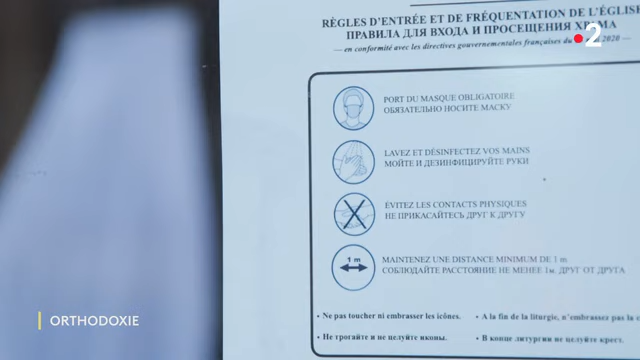 RÈGLES D'ENTRÉE ET DE FRÉQUENTATION DE L'ÉGLISE
ПРАВИЛА ДЛЯ ВХОДА И ПРОСЕЩЕНИЯ ХРАМА
— en conformité avec les directives gouvernementales françaises du 2020 —
2
PORT DU MASQUE OBLIGATOIRE
ОБЯЗАТЕЛЬНО НОСИТЕ МАСКУ
LAVEZ ET DÉSINFECTEZ VOS MAINS
МОЙТЕ И ДЕЗИНФИЦИРУЙТЕ РУКИ
ÉVITEZ LES CONTACTS PHYSIQUES
НЕ ПРИКАСАЙТЕСЬ ДРУГ К ДРУГУ
1 m
MAINTENEZ UNE DISTANCE MINIMUM DE 1 m.
СОБЛЮДАЙТЕ РАССТОЯНИЕ НЕ МЕНЕЕ 1м. ДРУГ ОТ ДРУГА
• Ne pas toucher ni embrasser les icônes. • A la fin de la liturgie, n'embrassez pas la
• Не трогайте и не целуйте иконы. • В конце литургии не целуйте крест.
ORTHODOXIE